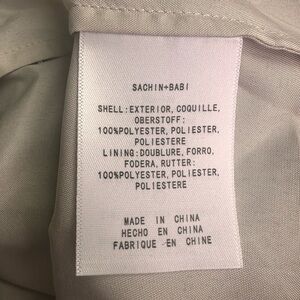 SACHIN+BABI
SHELL:EXTERIOR, COQUILLE,
OBERSTOFF:
100%POLYESTER, POLIESTER,
POLIESTERE
LINING:DOUBLURE, FORRO,
FODERA, RUTTER:
100%POLYESTER, POLIESTER,
POLIESTERE
MADE IN CHINA
HECHO EN CHINA
FABRIQUE EN CHINE